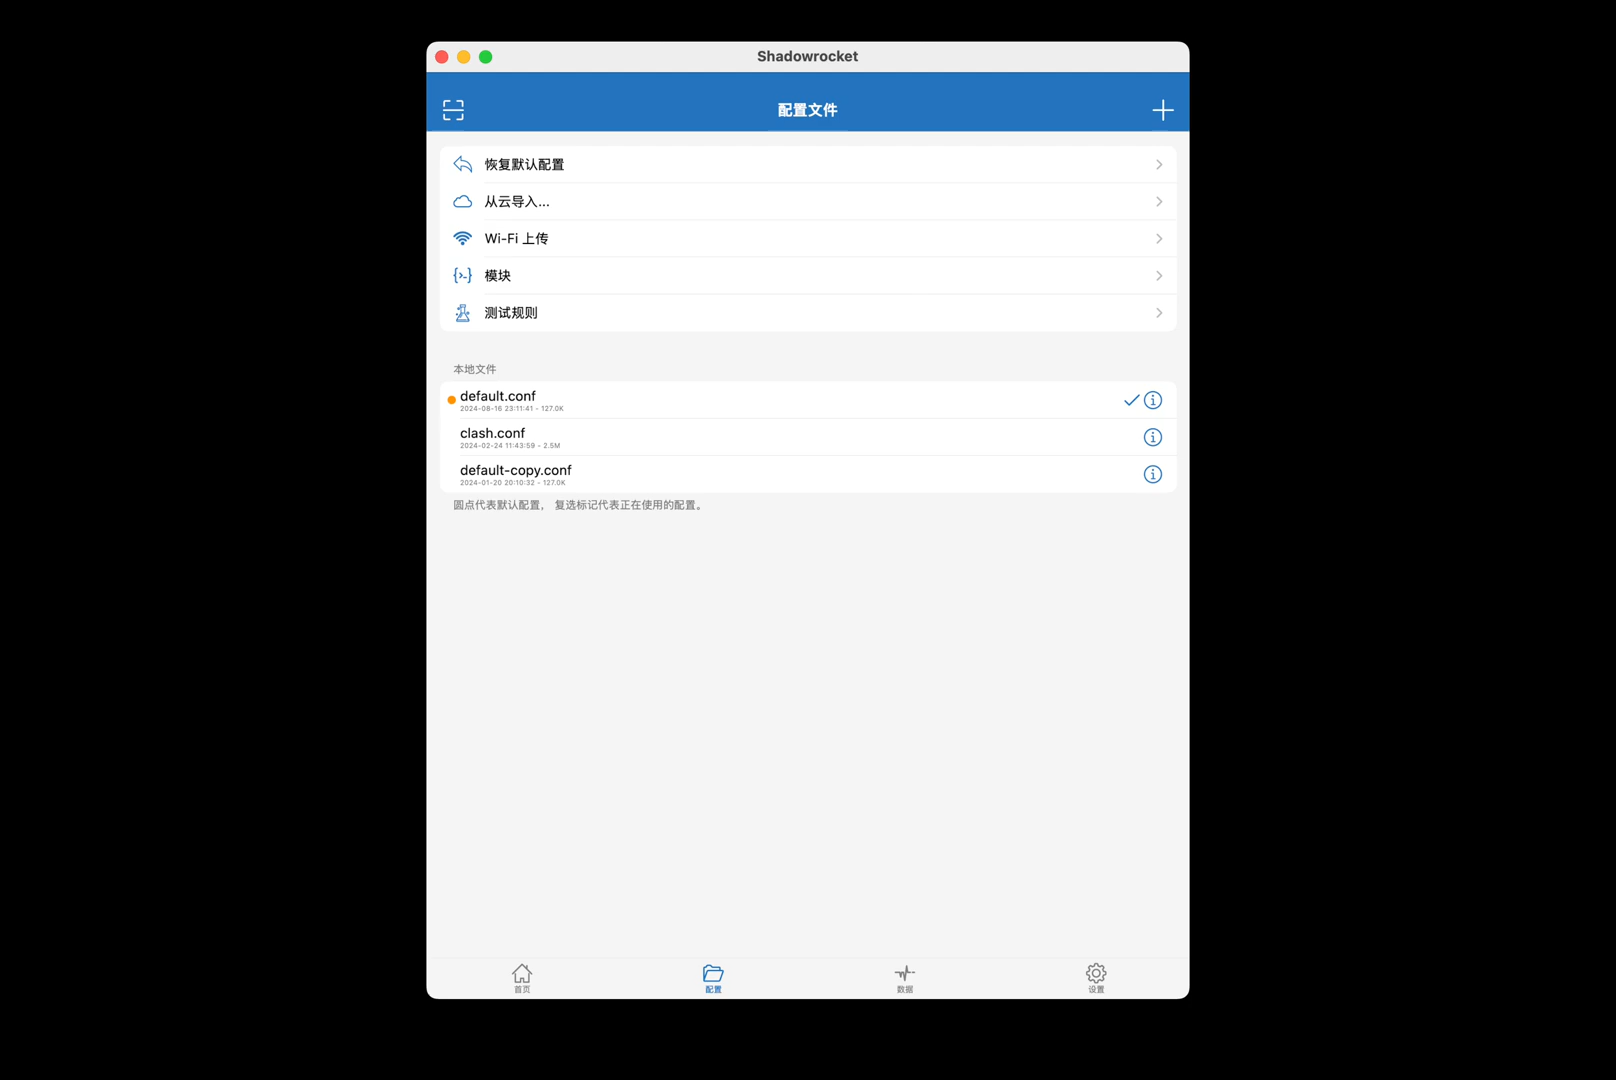 Shadowrocket
配置文件
恢复默认配置
从云导入...
Wi-Fi 上传
模块
测试规则
本地文件
default.conf
2024-08-16 23:11:41 - 127.0K
clash.conf
2024-02-24 11:43:59 - 2.5M
default-copy.conf
2024-01-20 20:10:32 - 127.0K
圆点代表默认配置， 复选标记代表正在使用的配置。
首页
配置
数据
设置